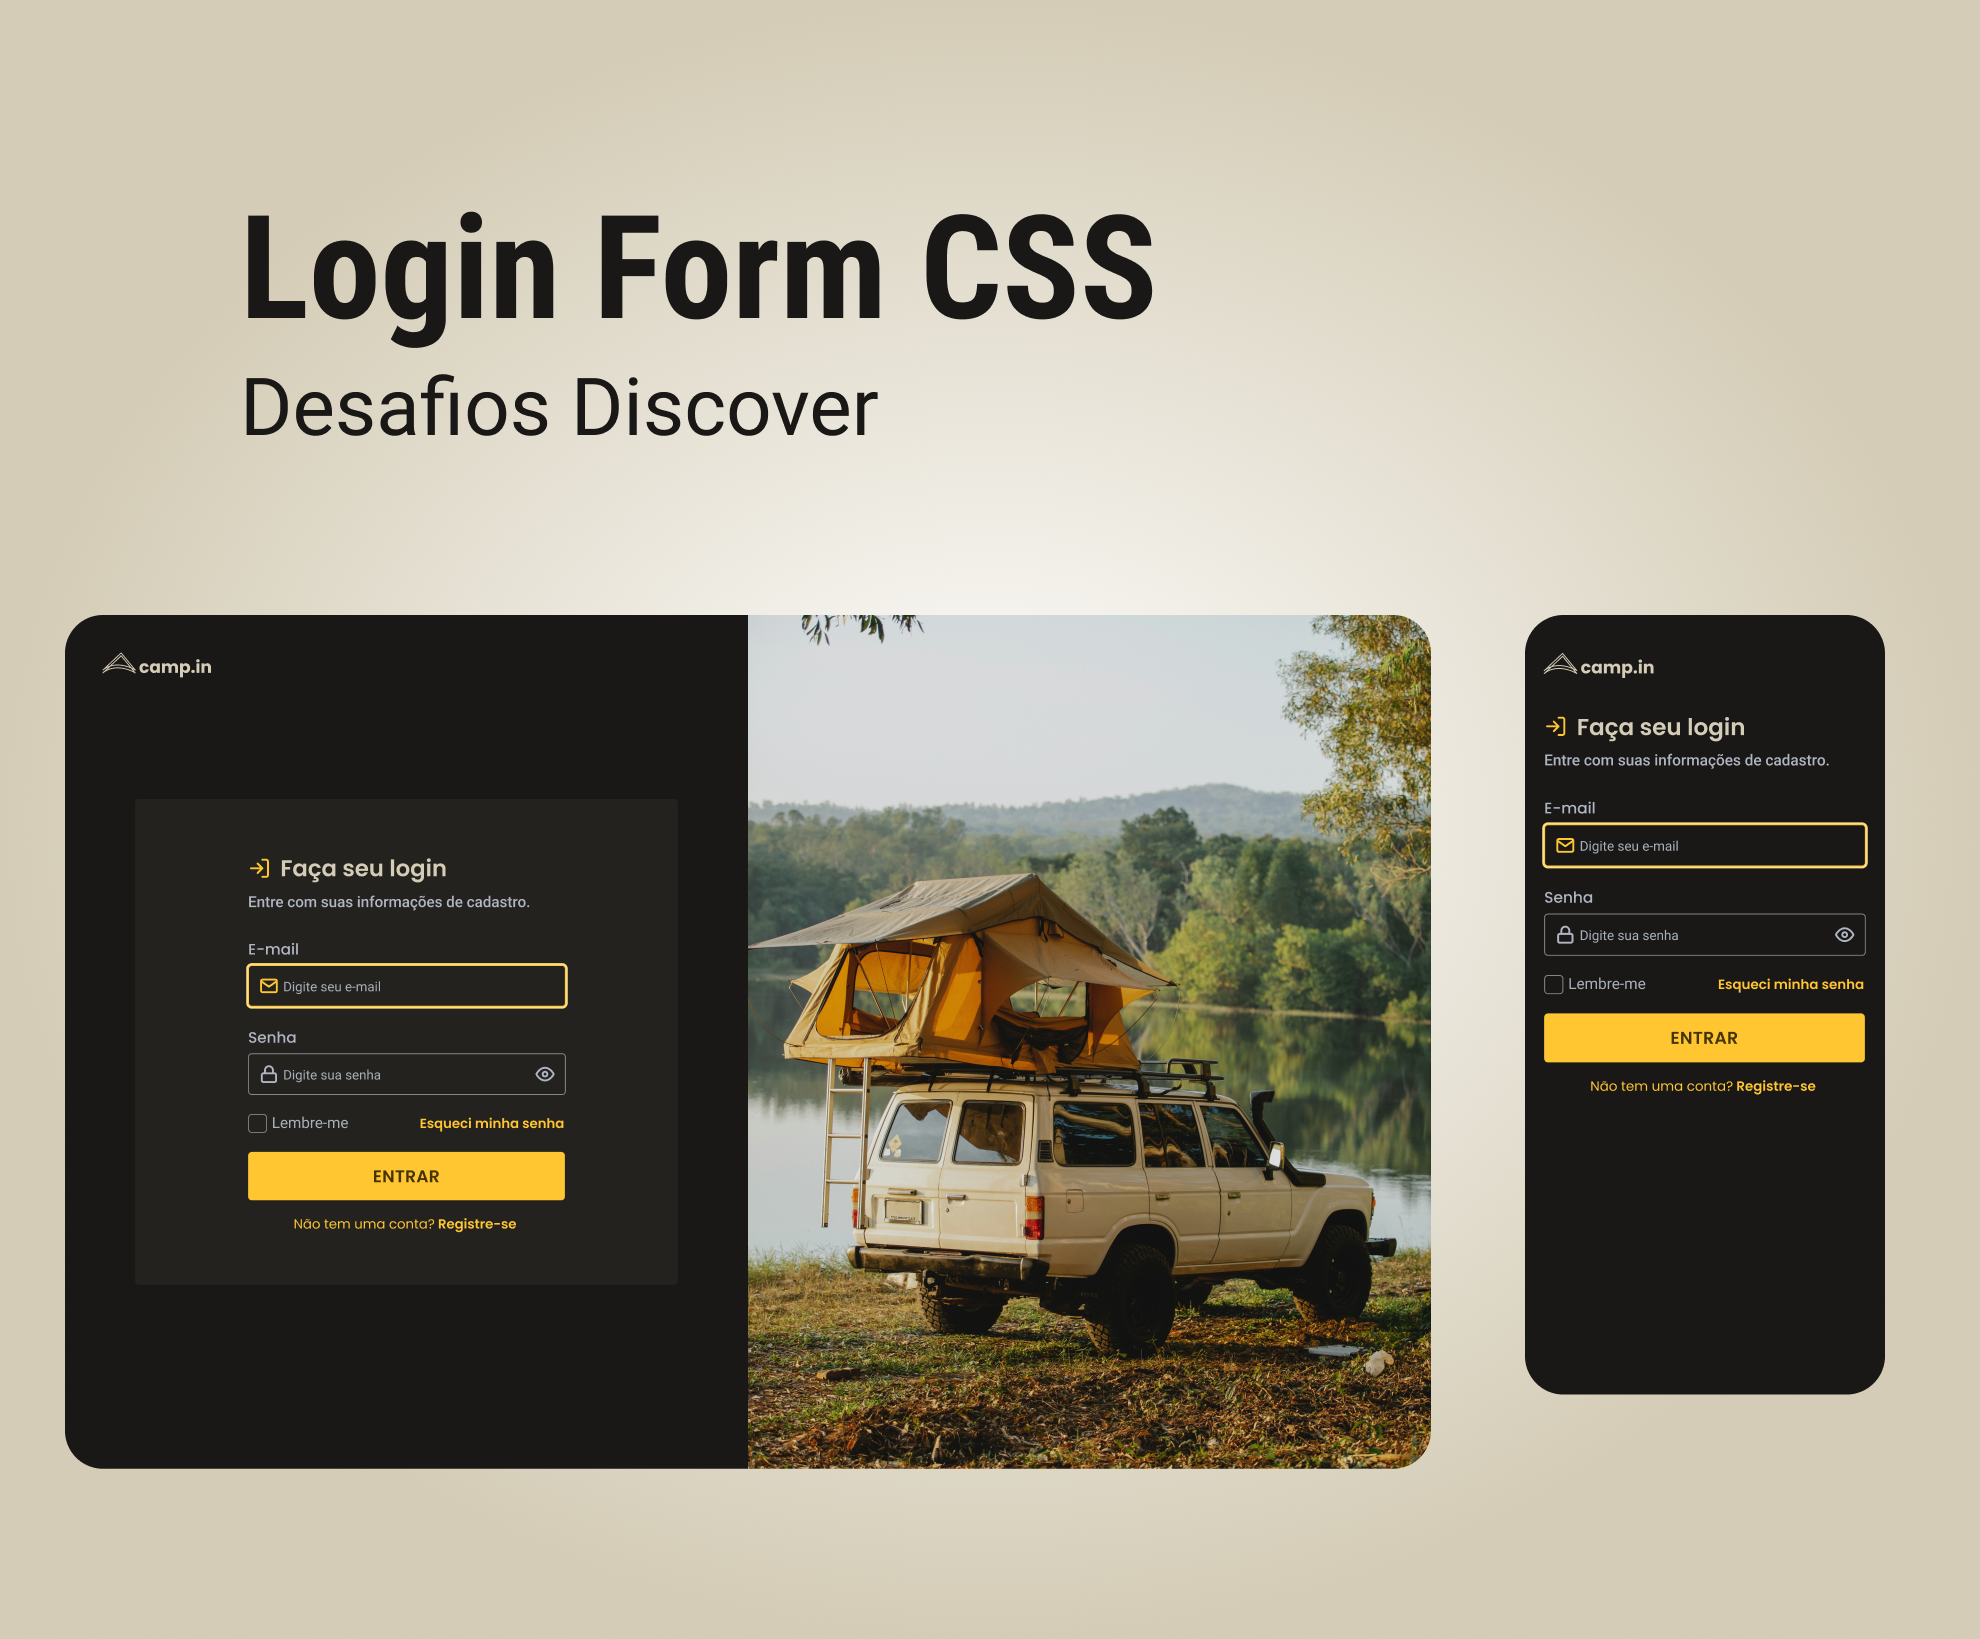 Login Form CSS
Desafios Discover
camp.in
Faça seu login
Entre com suas informações de cadastro.
E-mail
Digite seu e-mail
Senha
Digite sua senha
Lembre-me Esqueci minha senha
ENTRAR
Não tem uma conta? Registre-se
camp.in
Faça seu login
Entre com suas informações de cadastro.
E-mail
Digite seu e-mail
Senha
Digite sua senha
Lembre-me Esqueci minha senha
ENTRAR
Não tem uma conta? Registre-se